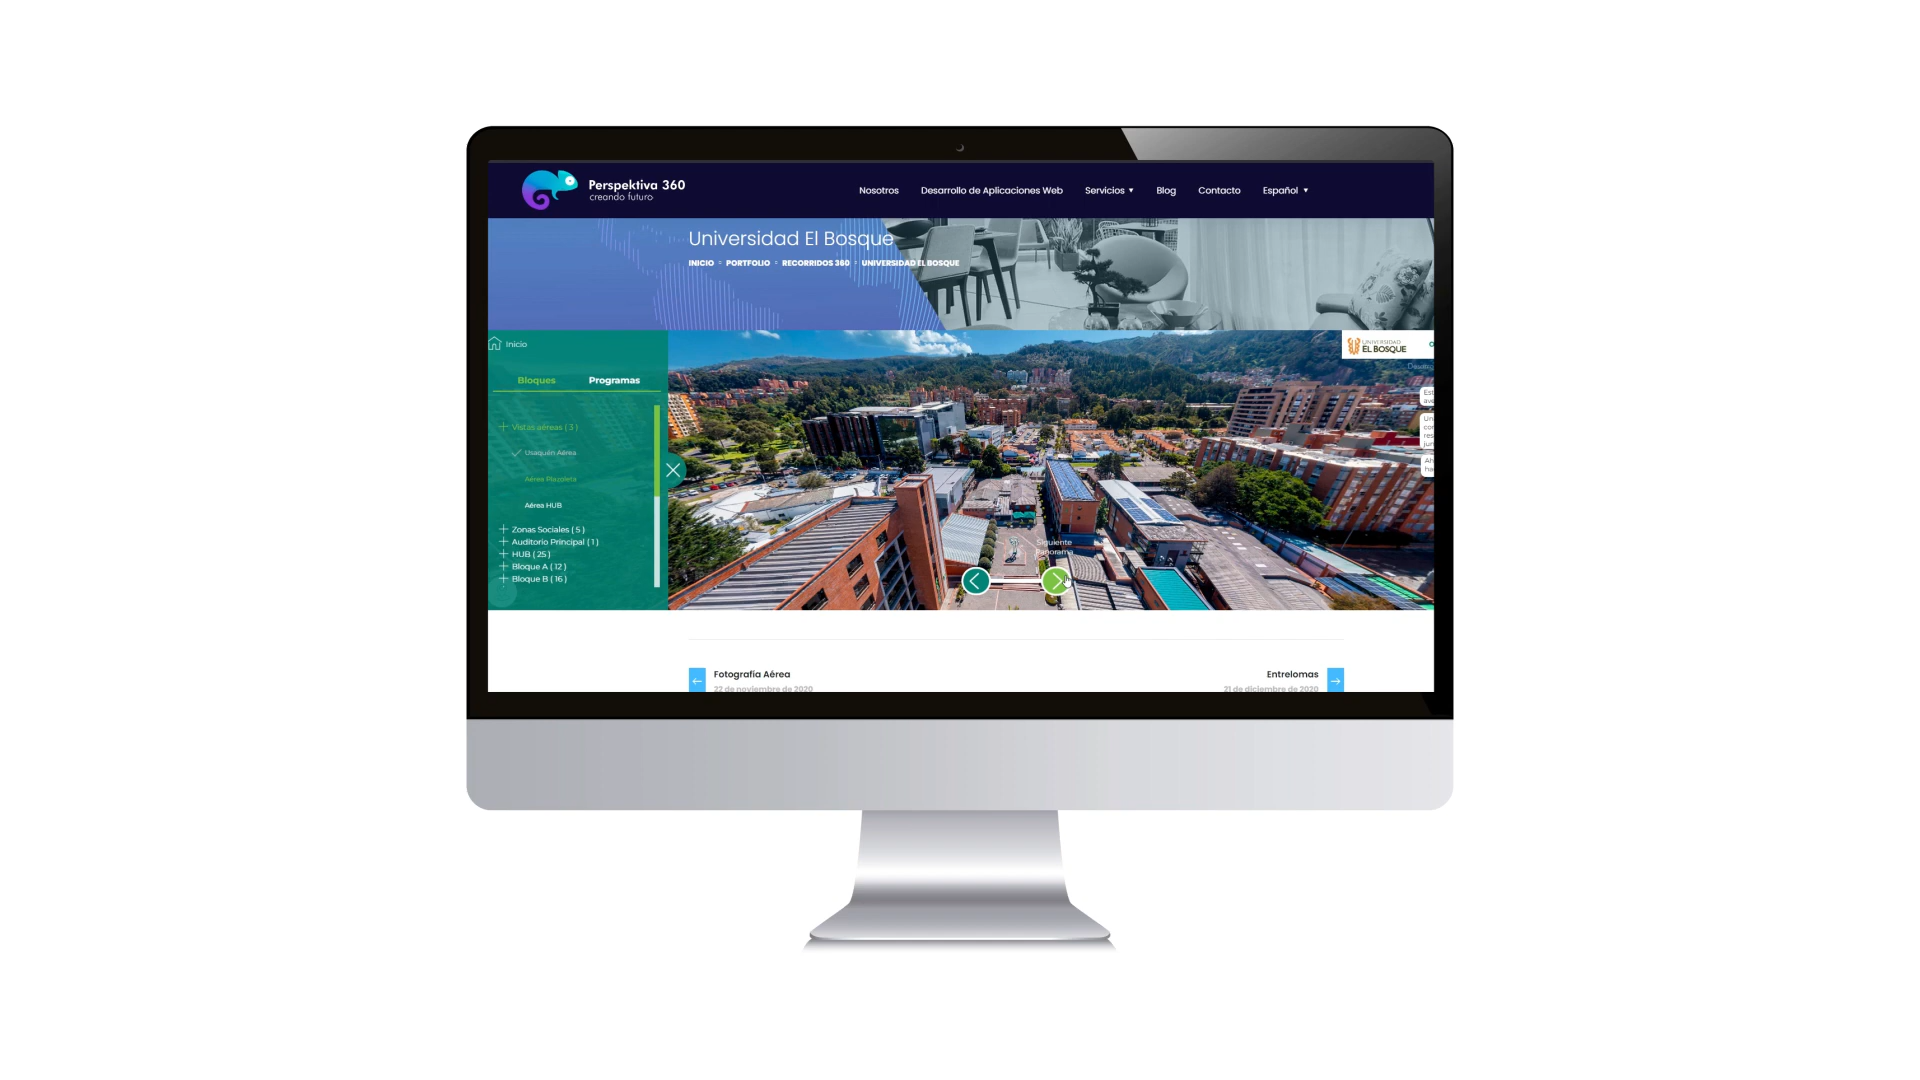 Perspektiva 360
creando futuro
Nosotros Desarrollo de Aplicaciones Web Servicios ▼ Blog Contacto Español ▼
Universidad El Bosque
INICIO PORTFOLIO RECORRIDOS 360 UNIVERSIDAD EL BOSQUE
Inicio
Bloques Programas
Vistas aéreas ( 3 )
Usaquén Aérea
Aérea Plazoleta
Aérea HUB
Zonas Sociales ( 5 )
Auditorio Principal ( 1 )
HUB ( 25 )
Bloque A ( 12 )
Bloque B ( 16 )
UNIVERSIDAD
EL BOSQUE
Siguiente
Panorama
Fotografía Aérea
22 de noviembre de 2020
Entrelomas
21 de diciembre de 2020